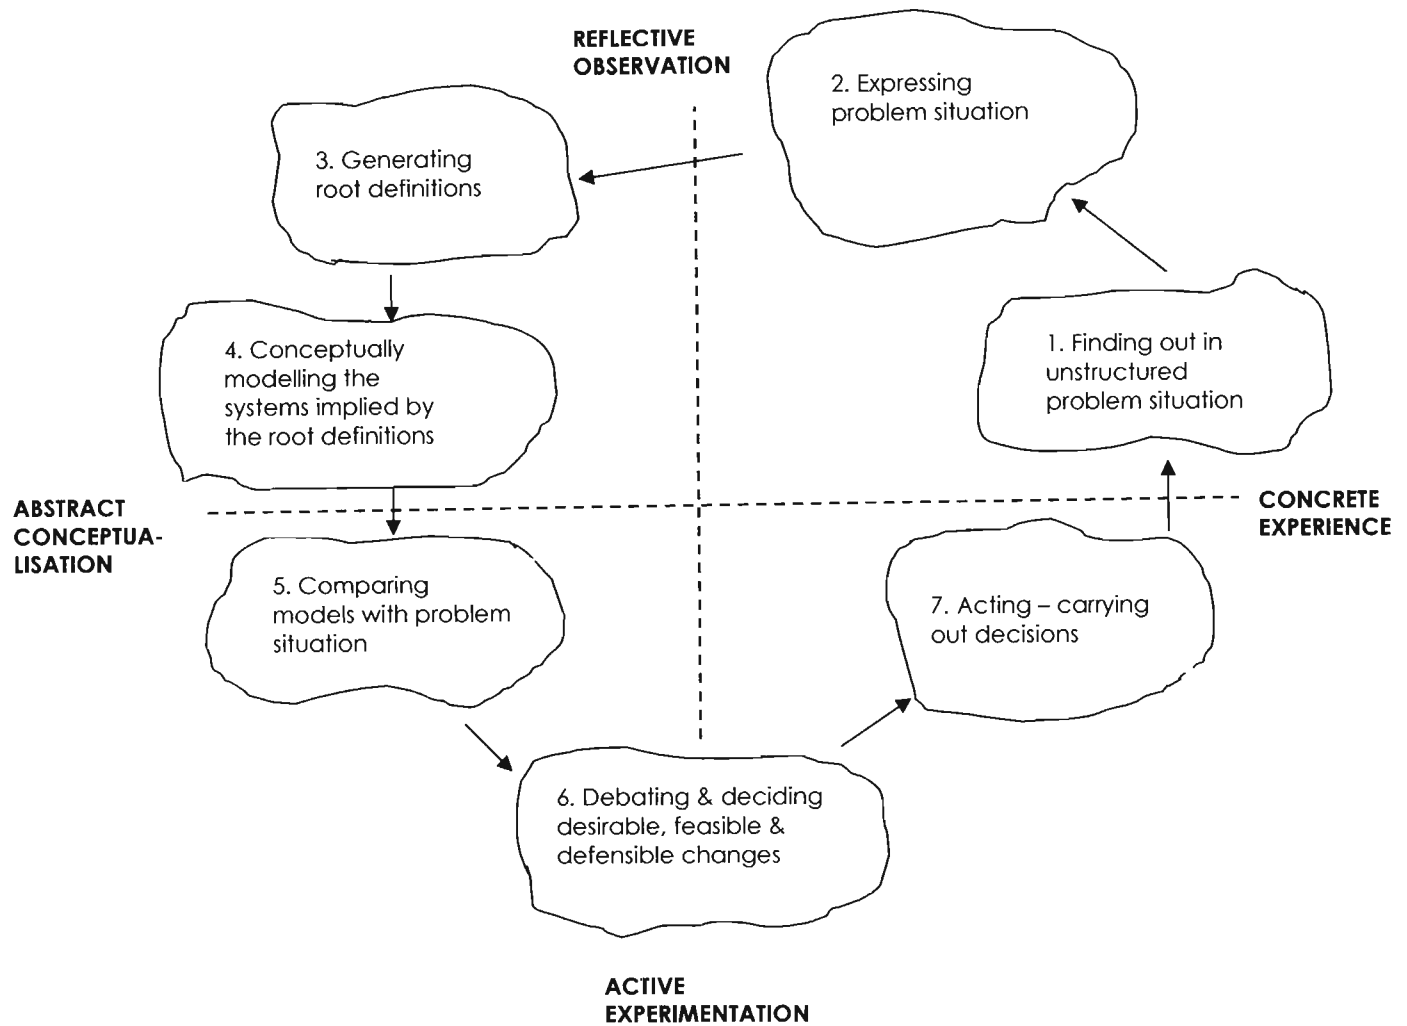 REFLECTIVE
OBSERVATION
2. Expressing
problem situation
3. Generating
root definitions
1. Finding out in
unstructured
problem situation
4. Conceptually
modelling the
systems implied by
the root definitions
ABSTRACT
CONCEPTUA-
LISATION
CONCRETE
EXPERIENCE
5. Comparing
models with problem
situation
7. Acting – carrying
out decisions
6. Debating & deciding
desirable, feasible &
defensible changes
ACTIVE
EXPERIMENTATION